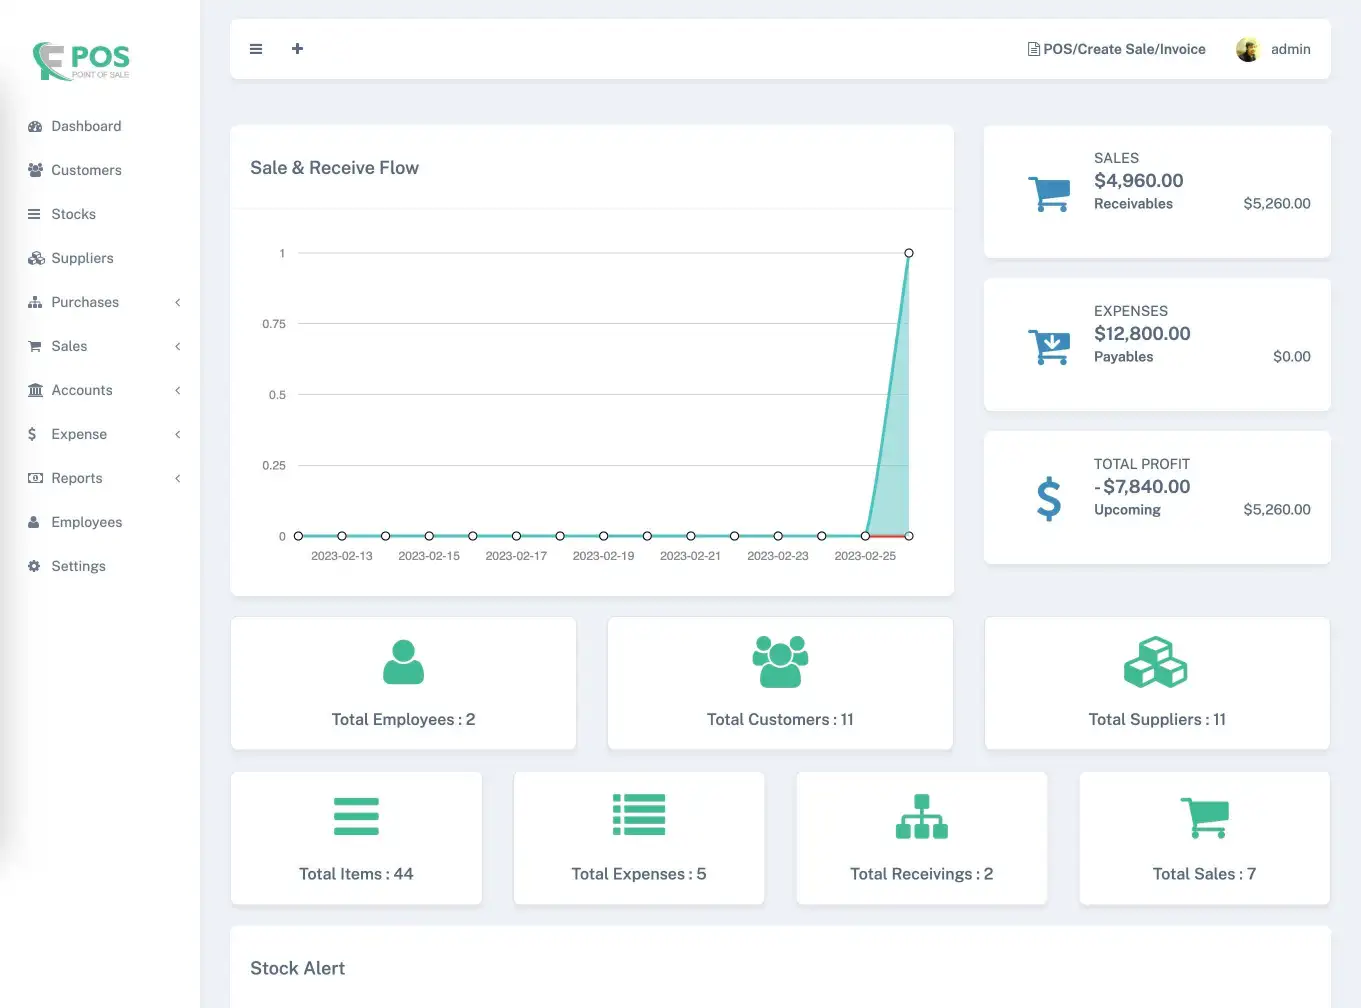 POS
POINT OF SALE
Dashboard
Customers
Stocks
Suppliers
Purchases
Sales
Accounts
Expense
Reports
Employees
Settings
POS/Create Sale/Invoice
admin
Sale & Receive Flow
1
0.75
0.5
0.25
0
2023-02-13 2023-02-15 2023-02-17 2023-02-19 2023-02-21 2023-02-23 2023-02-25
SALES
$4,960.00
Receivables $5,260.00
EXPENSES
$12,800.00
Payables $0.00
TOTAL PROFIT
-$7,840.00
Upcoming $5,260.00
Total Employees : 2
Total Customers : 11
Total Suppliers : 11
Total Items : 44
Total Expenses : 5
Total Receivings : 2
Total Sales : 7
Stock Alert